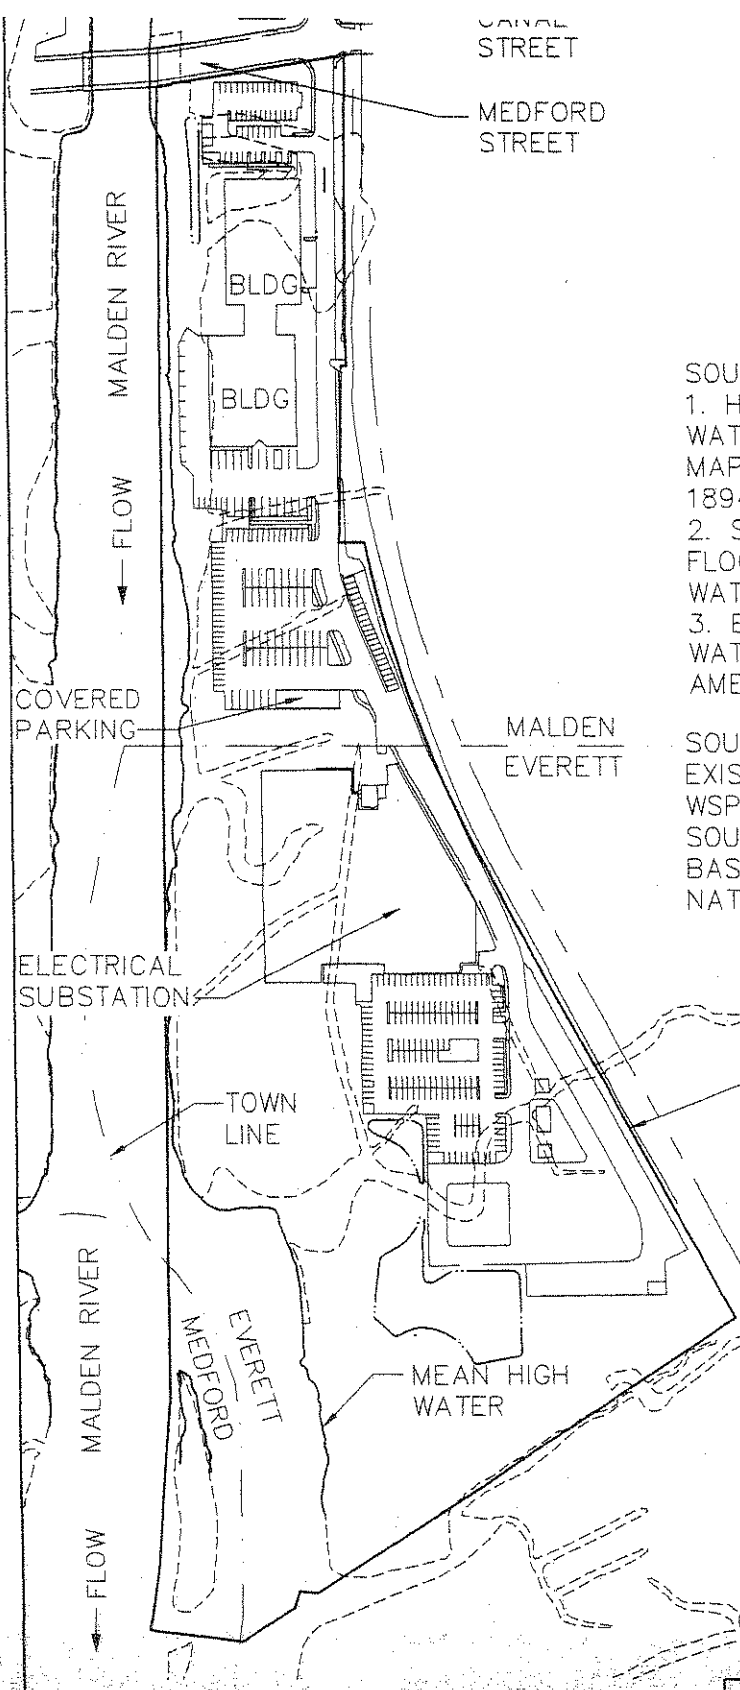 STREET
MEDFORD
STREET
MALDEN RIVER
BLDG
BLDG
FLOW
SOU
1. H
WAT
MAP
189
2. S
FLO
WAT
3. E
WAT
AME
COVERED
PARKING
MALDEN
EVERETT
SOU
EXIS
WSP
SOU
BAS
NAT
ELECTRICAL
SUBSTATION
TOWN
LINE
MALDEN RIVER
EVERETT
MEDFORD
MEAN HIGH
WATER
FLOW